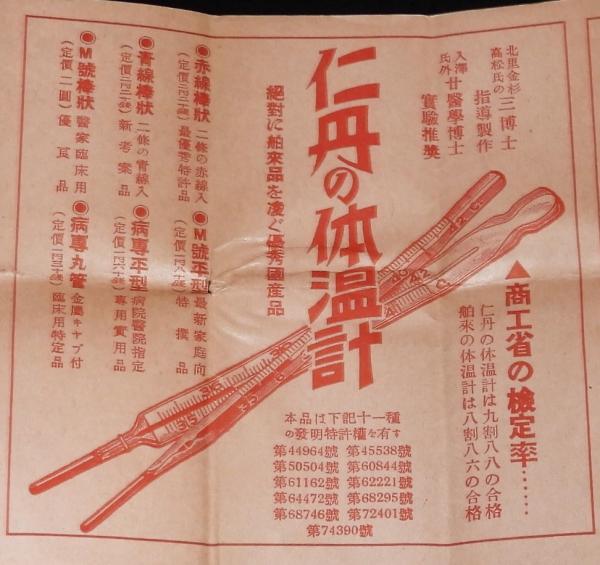 北里金杉 高松氏の 三博士
指導製作
入澤 氏外 廿醫學博士
實驗推奬
仁丹の体温計
絕對に舶來品を凌ぐ優秀國産品
▲商工省の檢定率……
仁丹の体温計は九割八八の合格
舶來の体温計は八割八六の合格
◉赤線棒狀 二條の赤線入
最優秀特許品
◉M號平型 最新家庭向
特撰品
◉青線棒狀 二條の青線入
新考案品
◉病專平型 病院醫院指定
專用實用品
◉M號棒狀 醫家臨床用
(定價二圓)優良品
◉病專丸管 金屬キャプ付
臨床用特定品
本品は下記十一種
の發明特許權を有す
第44964號 第45538號
第50504號 第60844號
第61162號 第62221號
第64472號 第68295號
第68746號 第72401號
第74390號